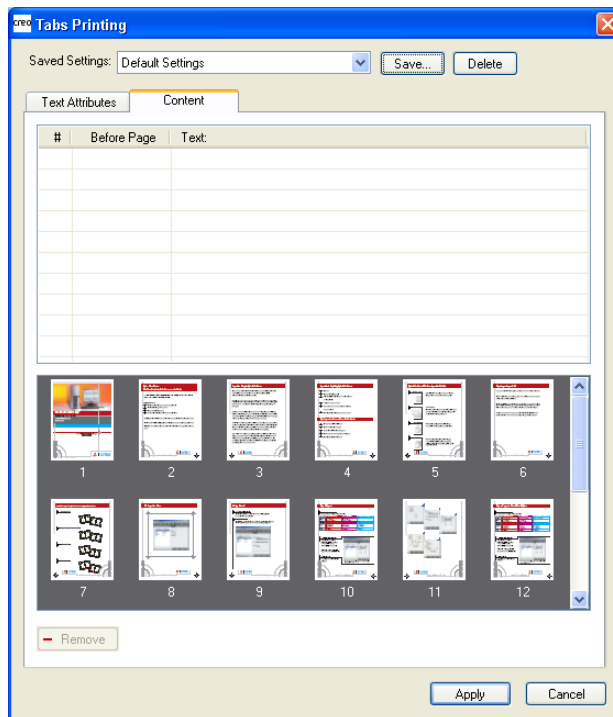 creo Tabs Printing
Saved Settings: Default Settings Save... Delete
Text Attributes Content
# Before Page Text:
1 2 3 4 5 6
7 8 9 10 11 12
Remove
Apply Cancel